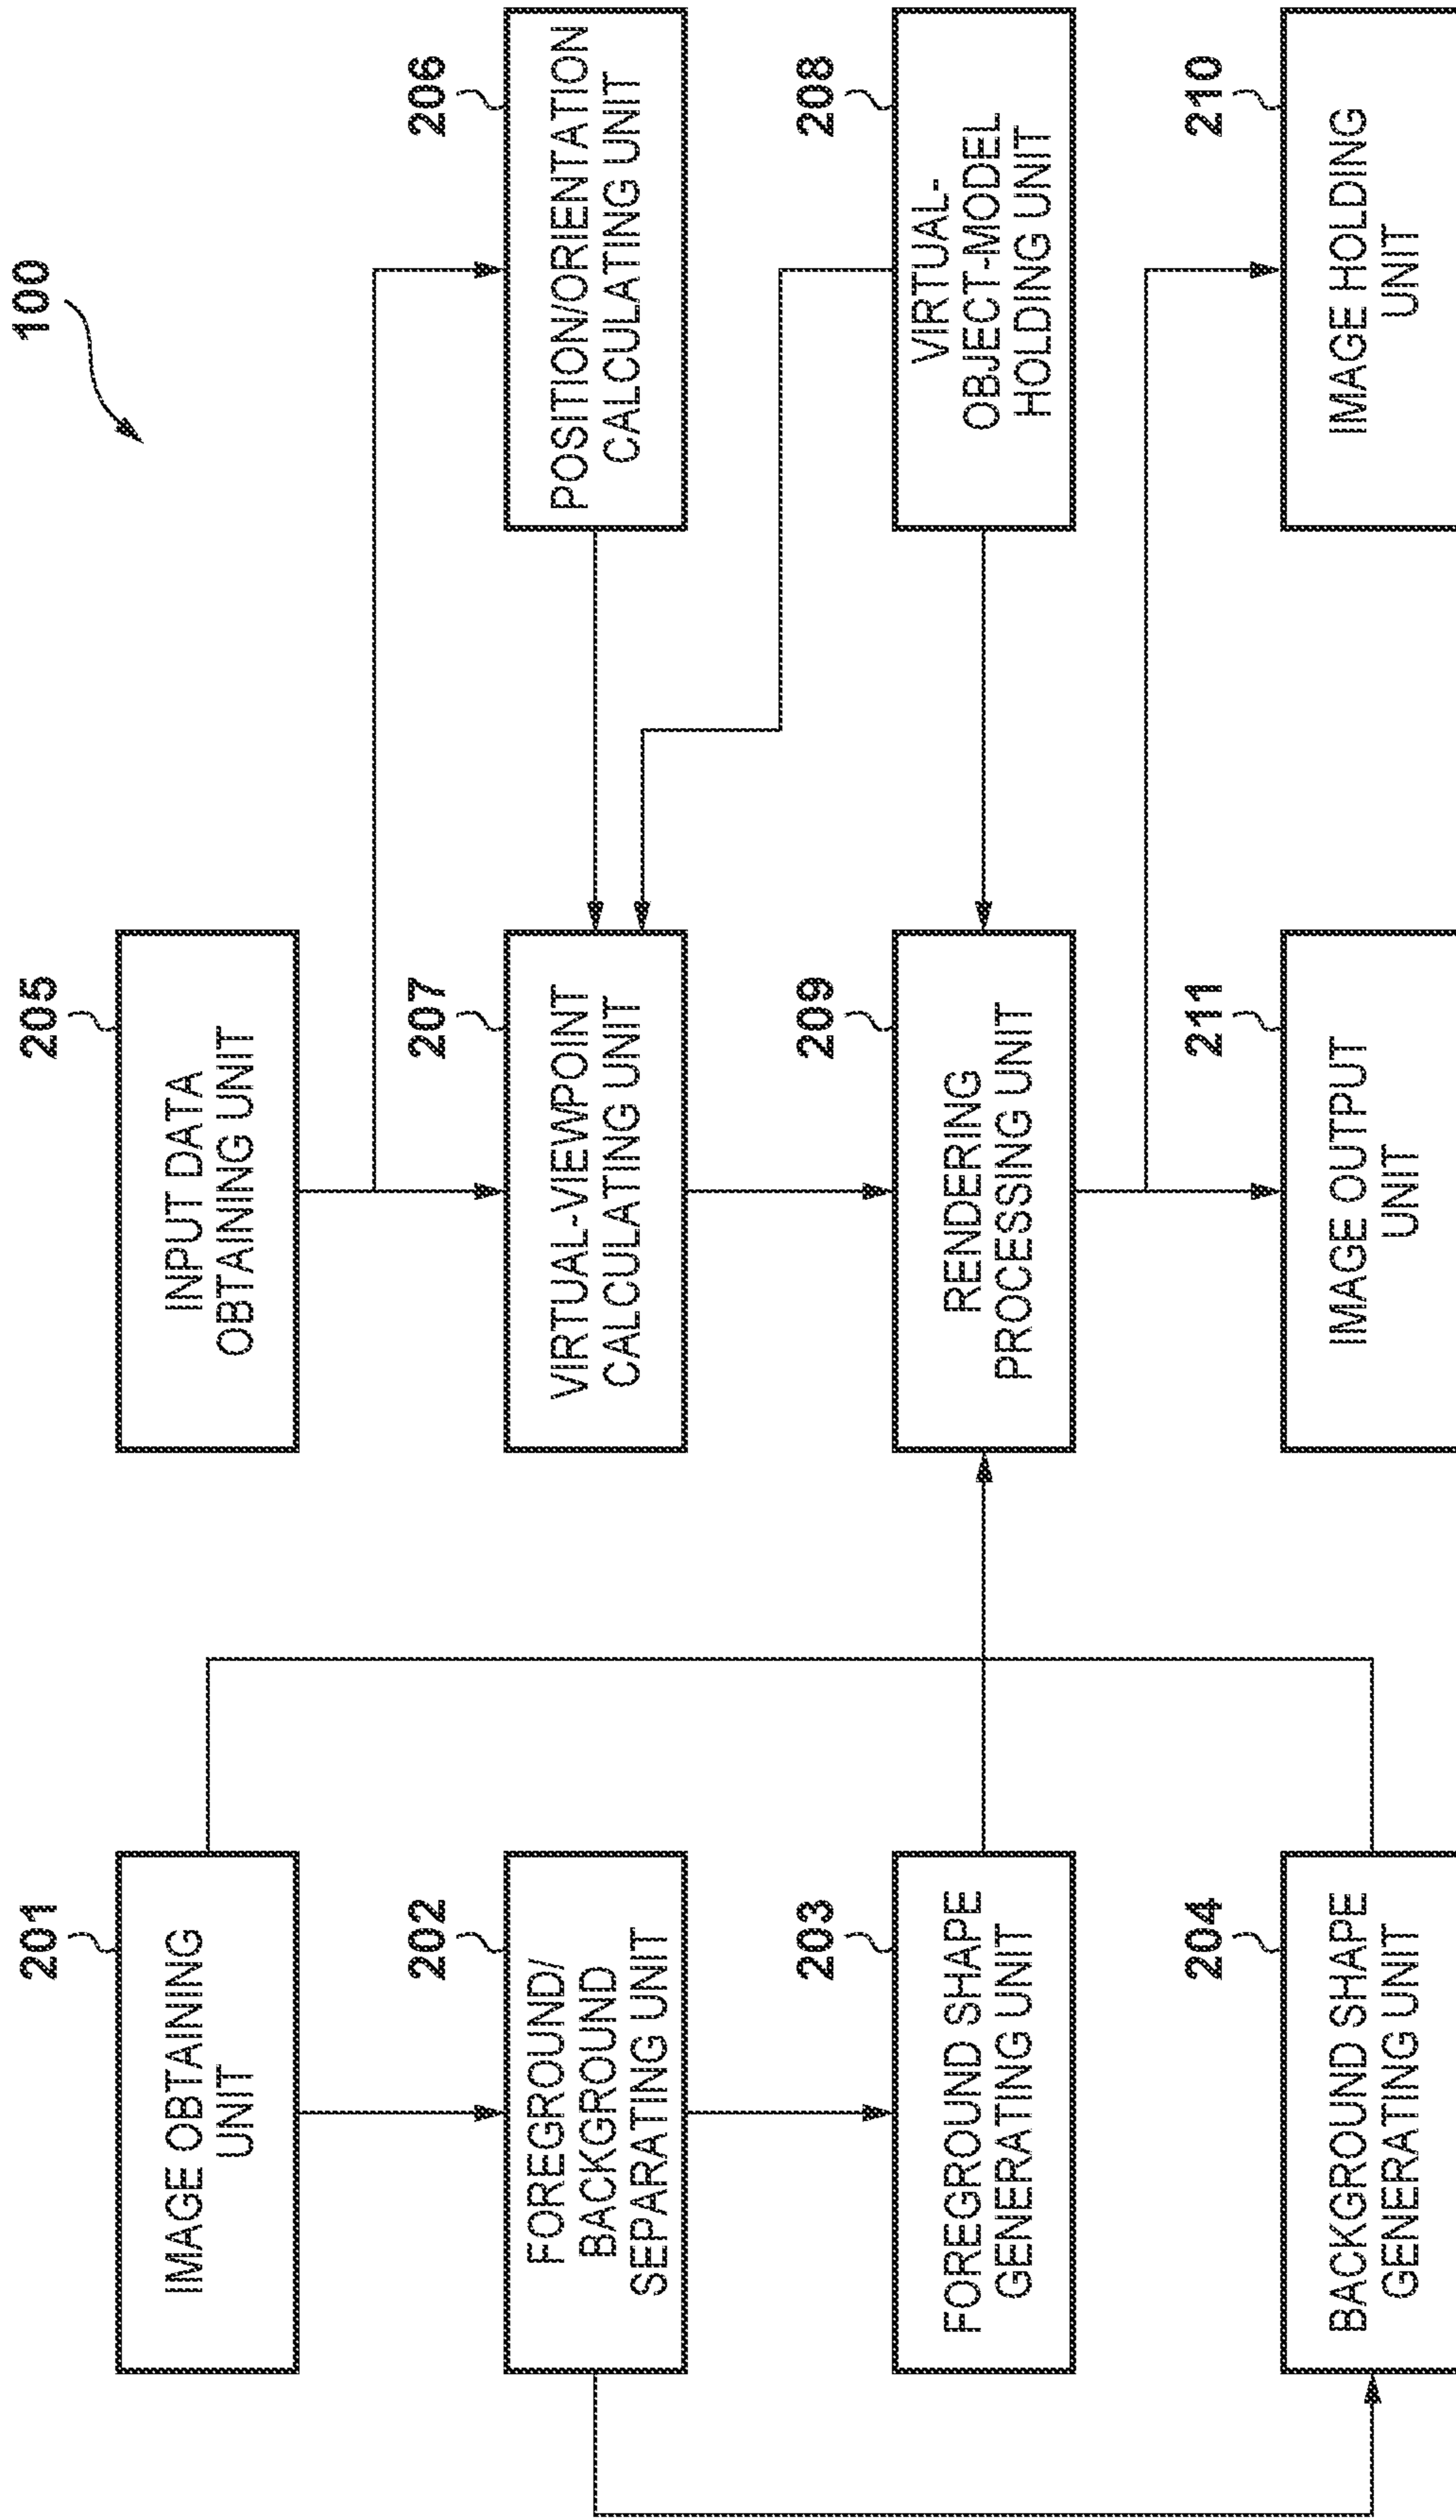 100
201
IMAGE OBTAINING
UNIT
205
INPUT DATA
OBTAINING UNIT
202
FOREGROUND/
BACKGROUND
SEPARATING UNIT
207
VIRTUAL-VIEWPOINT
CALCULATING UNIT
206
POSITION/ORIENTATION
CALCULATING UNIT
203
FOREGROUND SHAPE
GENERATING UNIT
209
RENDERING
PROCESSING UNIT
208
VIRTUAL-
OBJECT-MODEL
HOLDING UNIT
204
BACKGROUND SHAPE
GENERATING UNIT
211
IMAGE OUTPUT
UNIT
210
IMAGE HOLDING
UNIT